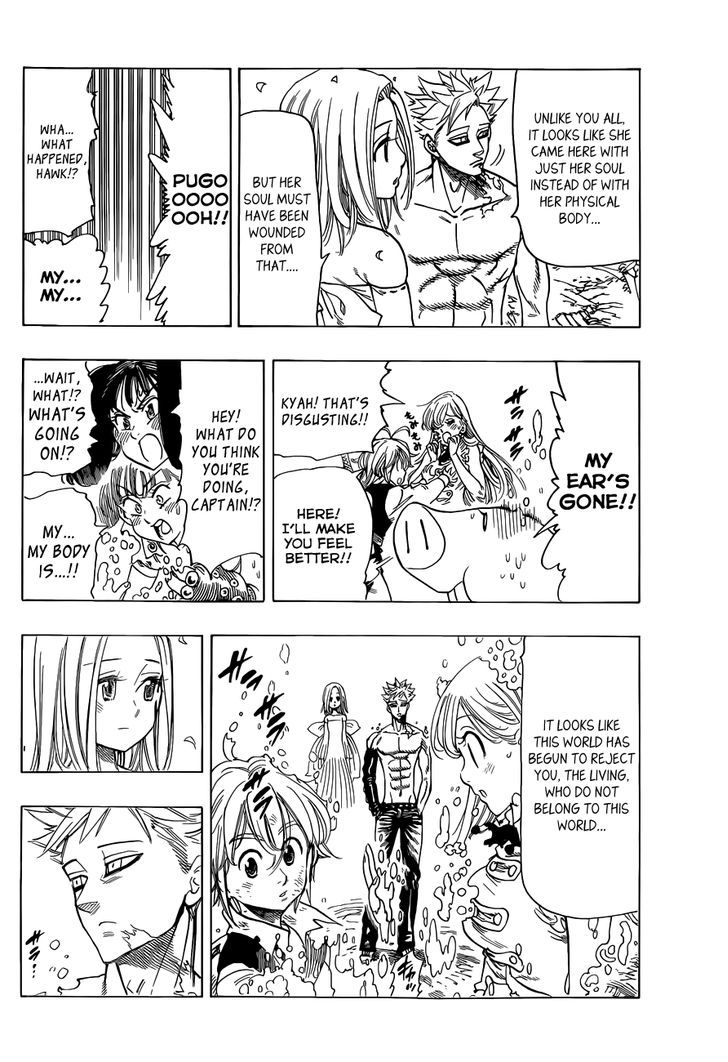 UNLIKE YOU ALL,
IT LOOKS LIKE SHE
CAME HERE WITH
JUST HER SOUL
INSTEAD OF WITH
HER PHYSICAL
BODY...
BUT HER
SOUL MUST
HAVE BEEN
WOUNDED
FROM
THAT....
PUGO
OOOO
OOH!!
WHA...
WHAT
HAPPENED,
HAWK!?
MY...
MY...
MY
EAR'S
GONE!!
KYAH! THAT'S
DISGUSTING!!
HERE!
I'LL MAKE
YOU FEEL
BETTER!!
HEY!
WHAT DO
YOU THINK
YOU'RE
DOING,
CAPTAIN!?
...WAIT,
WHAT!?
WHAT'S
GOING
ON!?
MY...
MY BODY
IS...!!
IT LOOKS LIKE
THIS WORLD HAS
BEGUN TO REJECT
YOU, THE LIVING,
WHO DO NOT
BELONG TO THIS
WORLD...